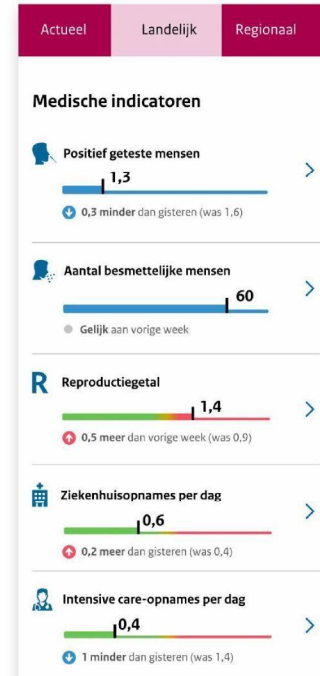 Actueel Landelijk Regionaal
Medische indicatoren
Positief geteste mensen
1,3
0,3 minder dan gisteren (was 1,6)
Aantal besmettelijke mensen
60
Gelijk aan vorige week
R Reproductiegetal
1,4
0,5 meer dan vorige week (was 0,9)
Ziekenhuisopnames per dag
0,6
0,2 meer dan gisteren (was 0,4)
Intensive care-opnames per dag
0,4
1 minder dan gisteren (was 1,4)